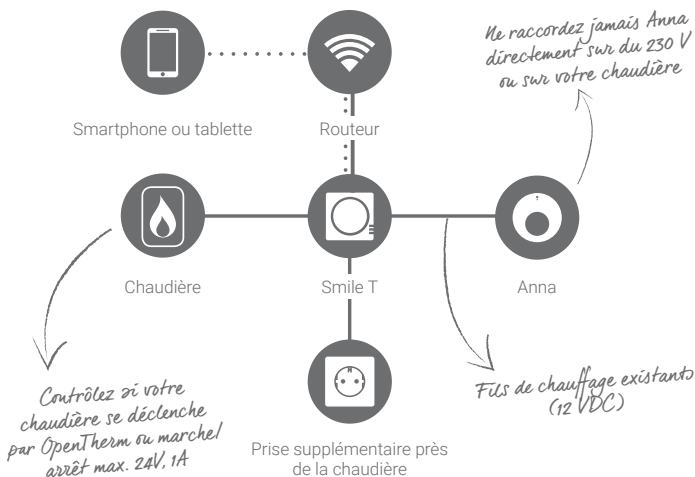 Ne raccordez jamais Anna
directement sur du 230 V
ou sur votre chaudière
Smartphone ou tablette
Routeur
Chaudière
Smile T
Anna
Contrôlez si votre
chaudière se déclenche
par OpenTherm ou marche/
arrêt max. 24V, 1A
Fils de chauffage existants
(12 VDC)
Prise supplémentaire près
de la chaudière